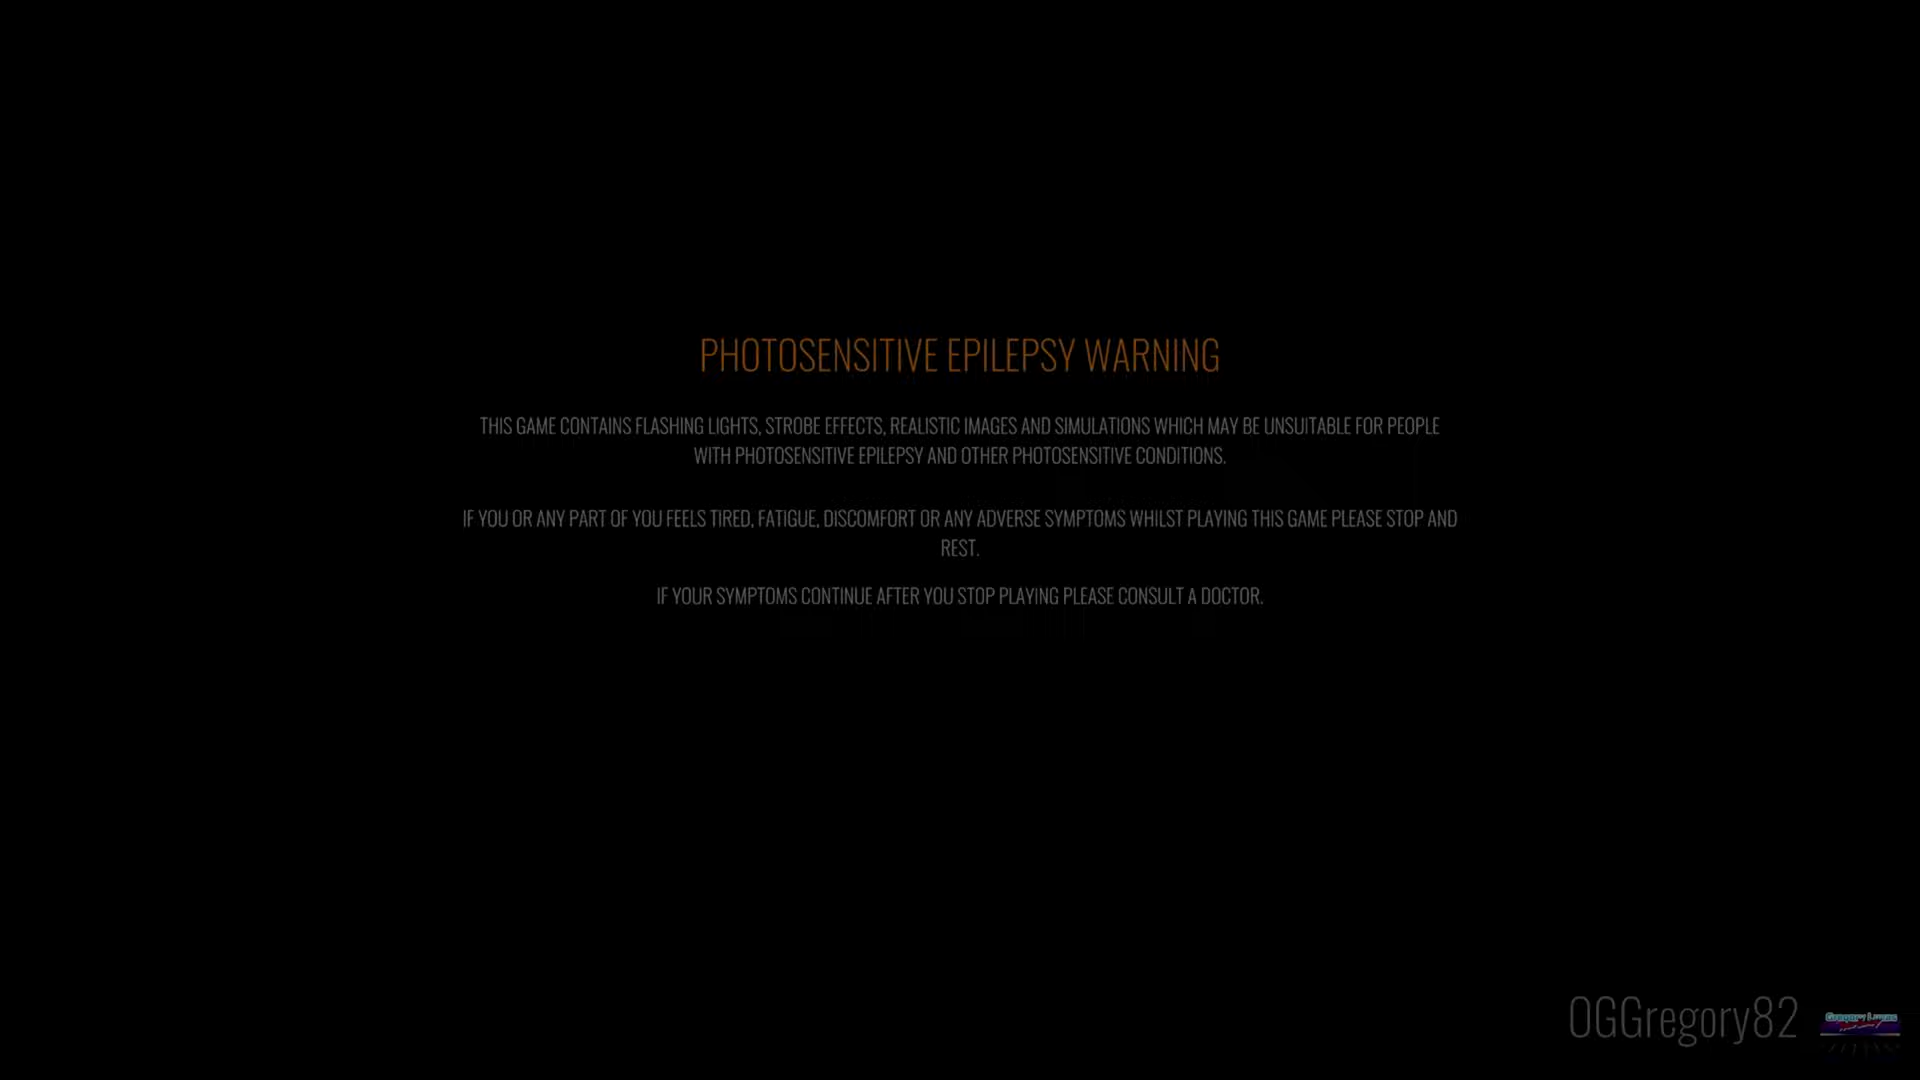 PHOTOSENSITIVE EPILEPSY WARNING
THIS GAME CONTAINS FLASHING LIGHTS, STROBE EFFECTS, REALISTIC IMAGES AND SIMULATIONS WHICH MAY BE UNSUITABLE FOR PEOPLE
WITH PHOTOSENSITIVE EPILEPSY AND OTHER PHOTOSENSITIVE CONDITIONS.
IF YOU OR ANY PART OF YOU FEELS TIRED, FATIGUE, DISCOMFORT OR ANY ADVERSE SYMPTOMS WHILST PLAYING THIS GAME PLEASE STOP AND
REST.
IF YOUR SYMPTOMS CONTINUE AFTER YOU STOP PLAYING PLEASE CONSULT A DOCTOR.
OGGregory82
Gregory Lucas